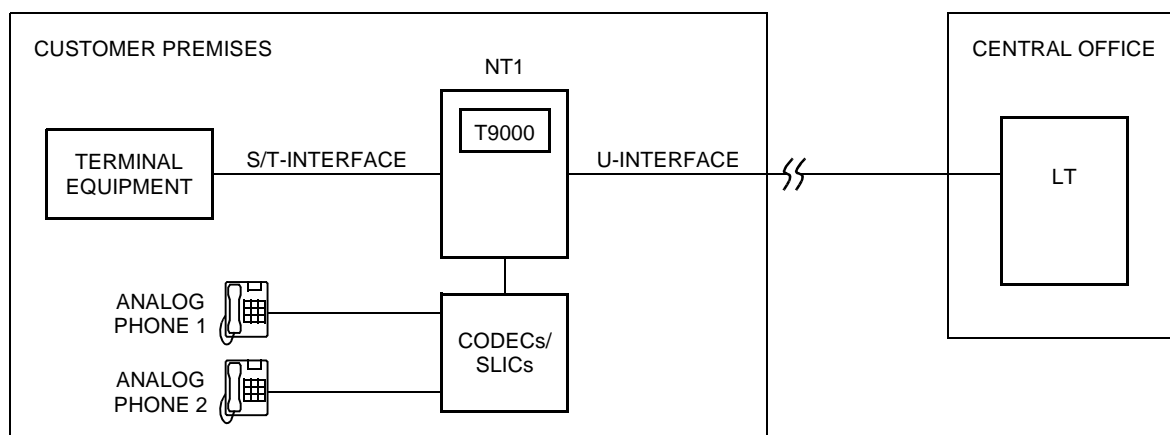 CUSTOMER PREMISES
CENTRAL OFFICE
NT1
T9000
TERMINAL
EQUIPMENT
S/T-INTERFACE
U-INTERFACE
LT
ANALOG
PHONE 1
CODECs/
SLICs
ANALOG
PHONE 2